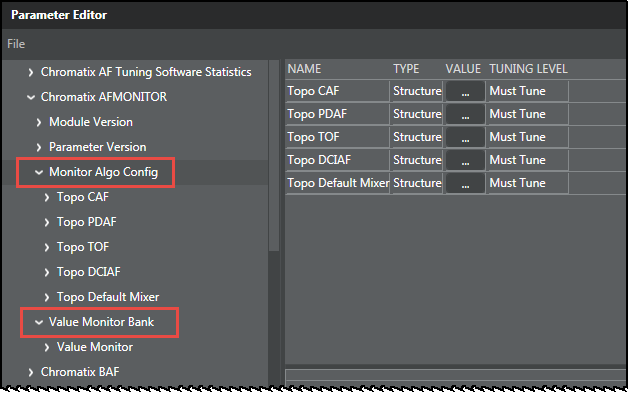 Parameter Editor
File
Chromatix AF Tuning Software Statistics
Chromatix AFMONITOR
Module Version
Parameter Version
Monitor Algo Config
Topo CAF
Topo PDAF
Topo TOF
Topo DCIAF
Topo Default Mixer
Value Monitor Bank
Value Monitor
Chromatix BAF
NAME TYPE VALUE TUNING LEVEL
Topo CAF Structure ... Must Tune
Topo PDAF Structure ... Must Tune
Topo TOF Structure ... Must Tune
Topo DCIAF Structure ... Must Tune
Topo Default Mixer Structure ... Must Tune